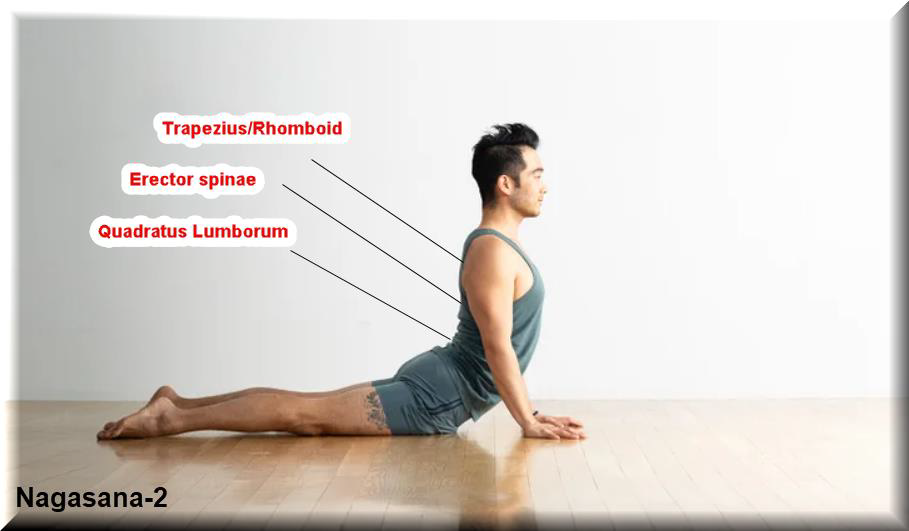 Trapezius/Rhomboid
Erector spinae
Quadratus Lumborum
Nagasana-2